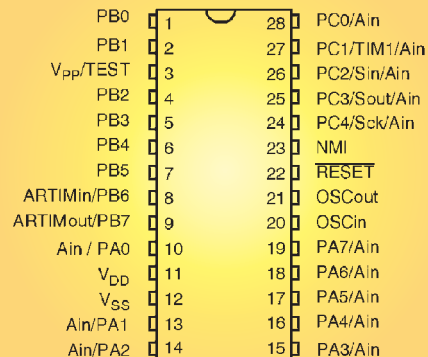 PB0 1 28 PC0/Ain
PB1 2 27 PC1/TIM1/Ain
VPP/TEST 3 26 PC2/Sin/Ain
PB2 4 25 PC3/Sout/Ain
PB3 5 24 PC4/Sck/Ain
PB4 6 23 NMI
PB5 7 22 RESET
ARTIMin/PB6 8 21 OSCout
ARTIMout/PB7 9 20 OSCin
Ain / PA0 10 19 PA7/Ain
VDD 11 18 PA6/Ain
VSS 12 17 PA5/Ain
Ain/PA1 13 16 PA4/Ain
Ain/PA2 14 15 PA3/Ain